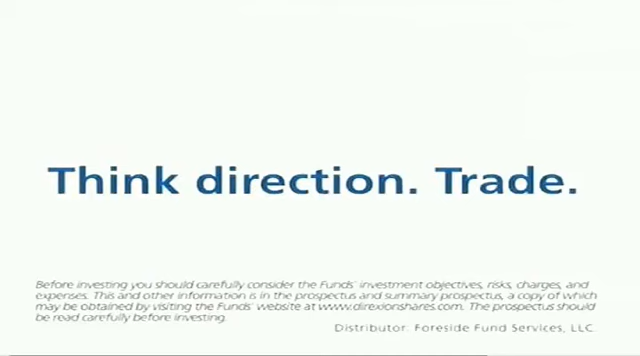 Think direction. Trade.
Before investing you should carefully consider the Funds' investment objectives, risks, charges, and
expenses. This and other information is in the prospectus and summary prospectus, a copy of which
may be obtained by visiting the Funds' website at www.direxionshares.com. The prospectus should
be read carefully before investing.
Distributor: Foreside Fund Services, LLC.